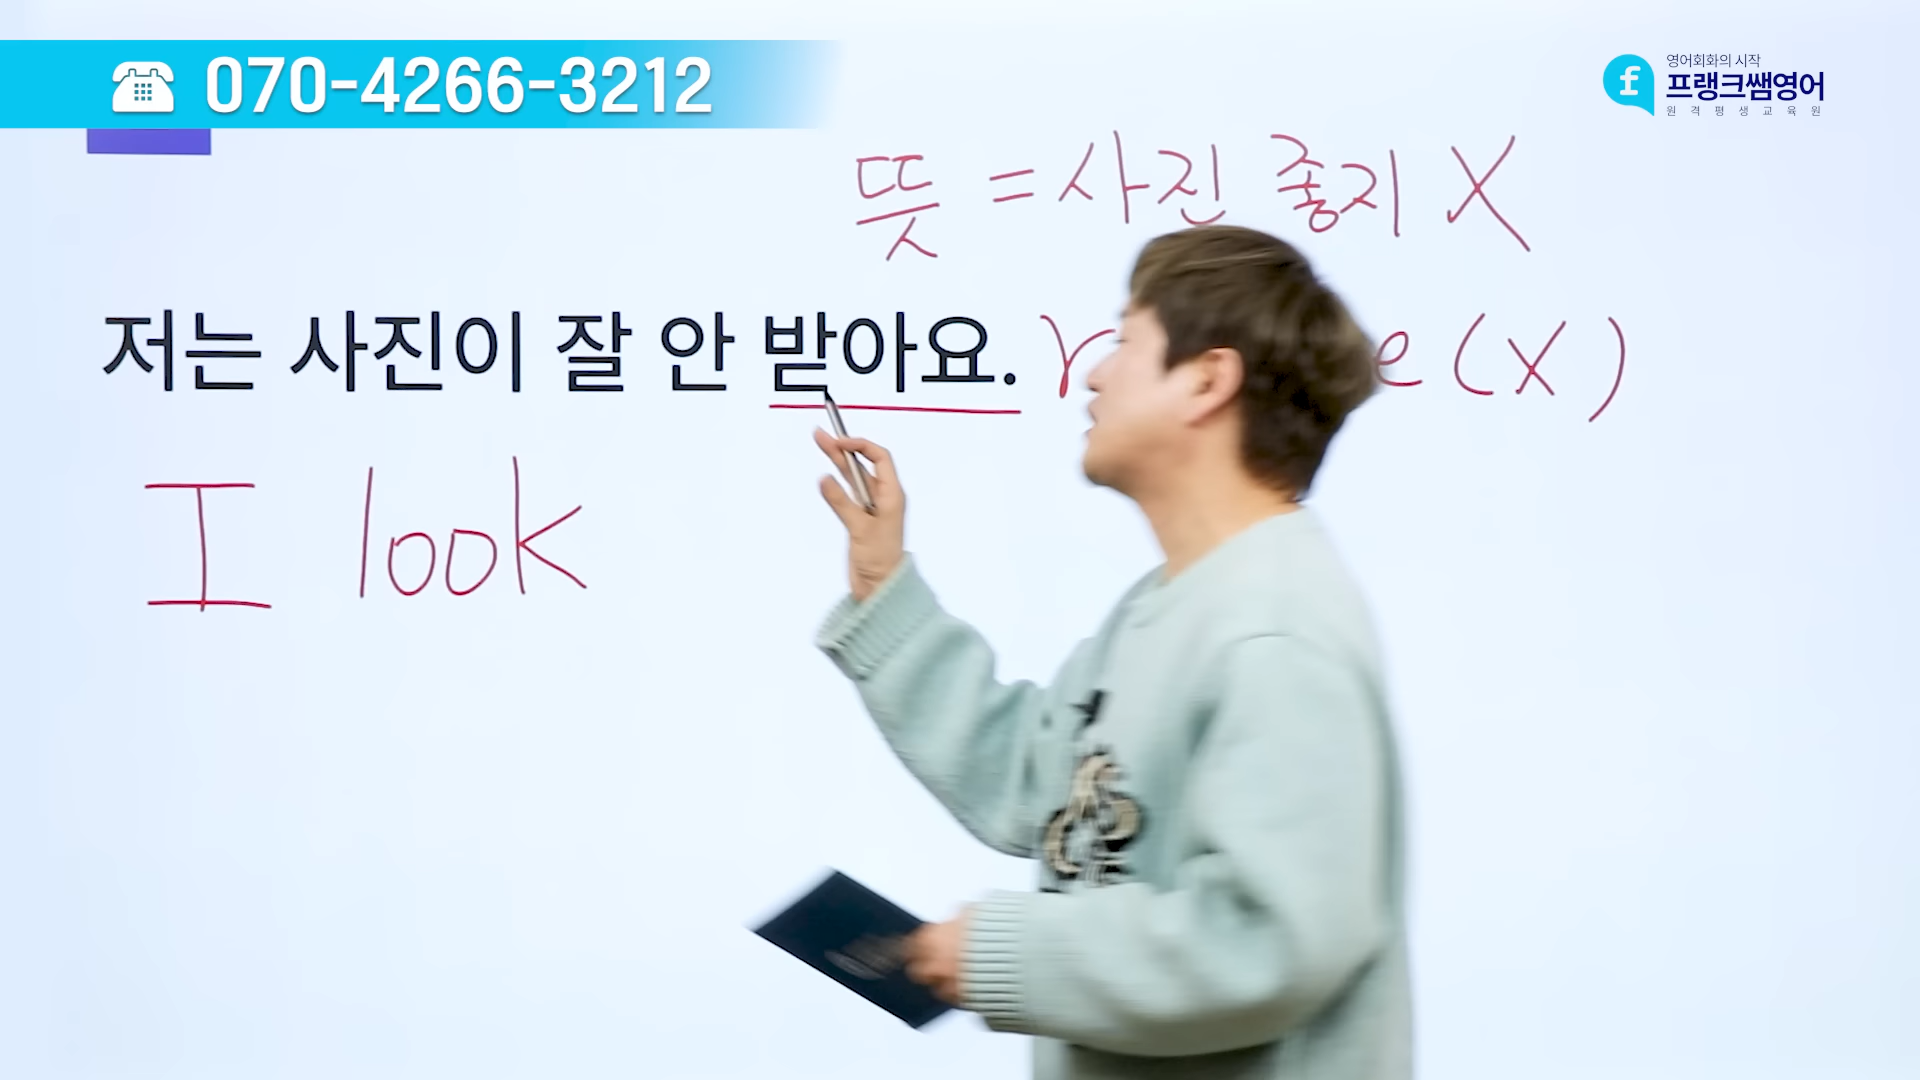 070-4266-3212
영어회화의 시작
프랭크쌤영어
원격평생교육원
뜻 = 사진 좋지 X
저는 사진이 잘 안 받아요. (X)
I look